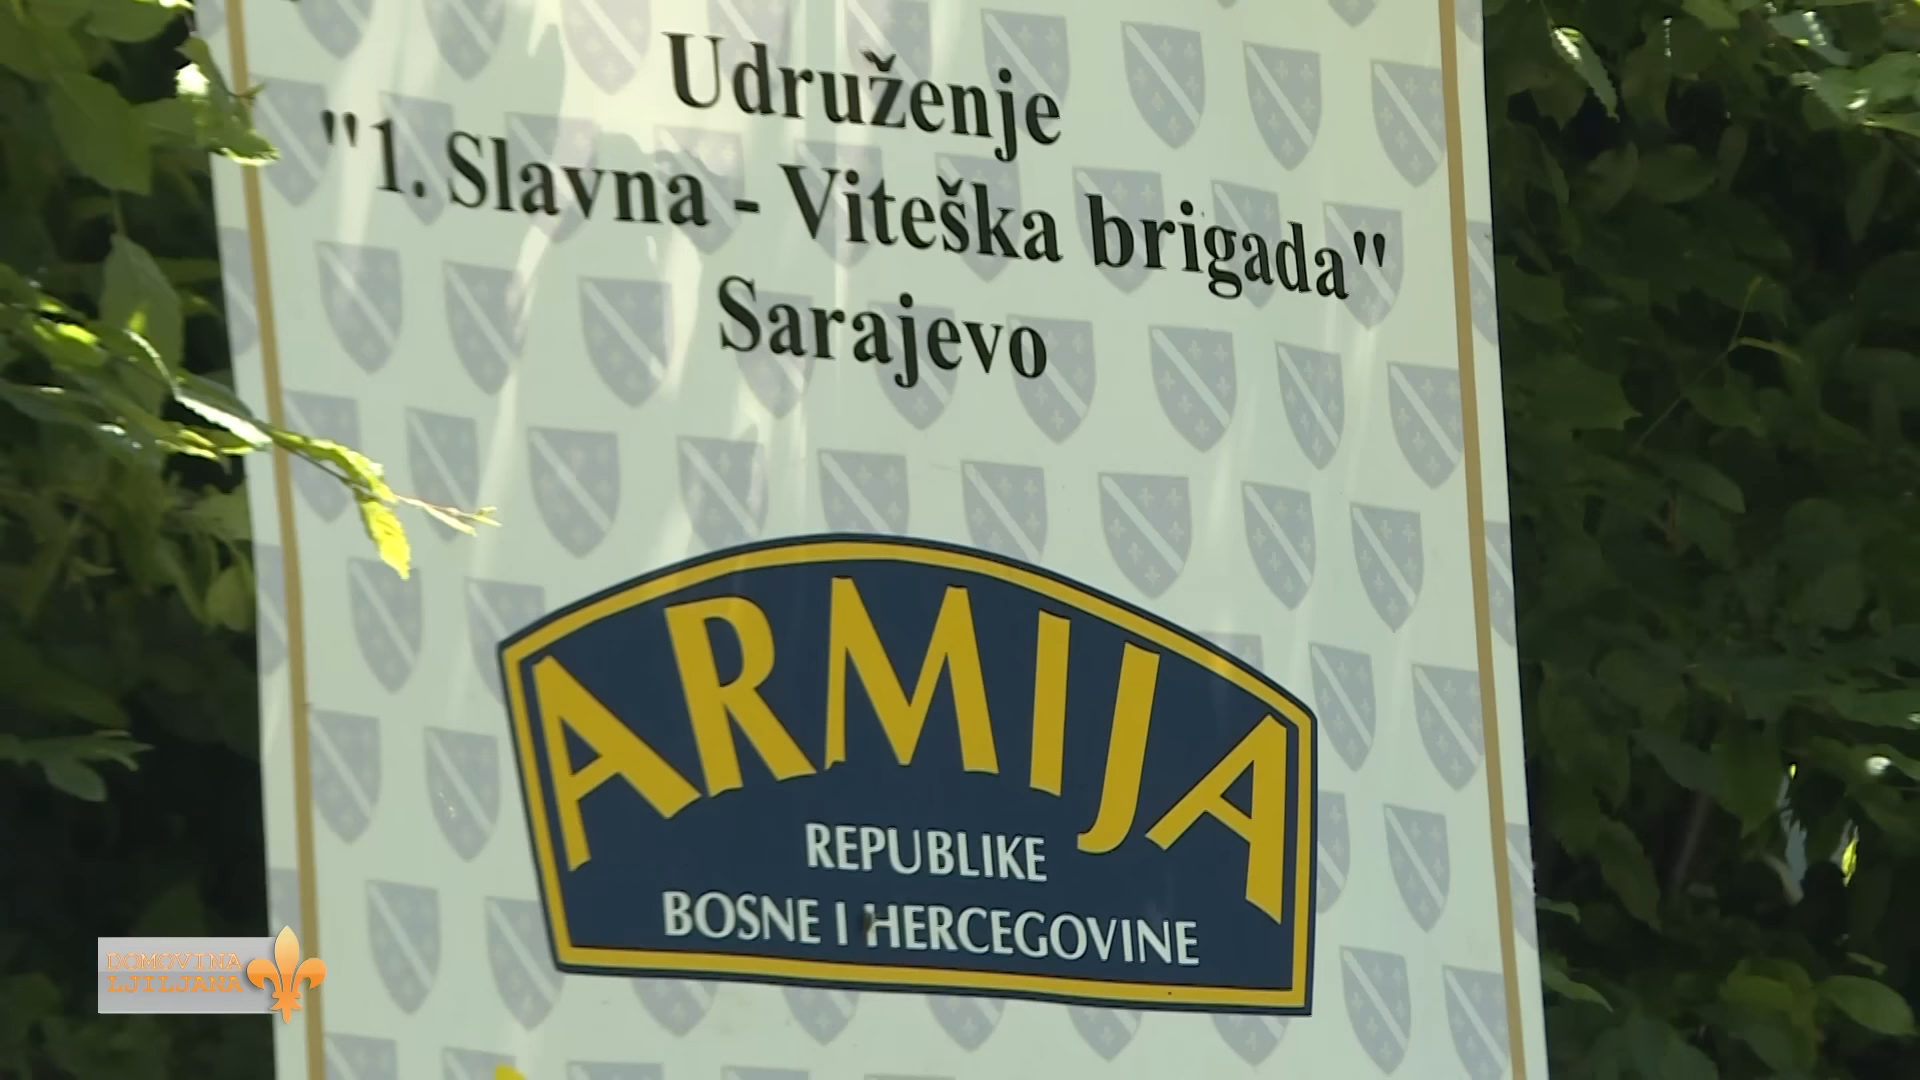 Udruženje
"1. Slavna - Viteška brigada"
Sarajevo
ARMIJA
REPUBLIKE
BOSNE I HERCEGOVINE
DOMOVINA
LJILJANA